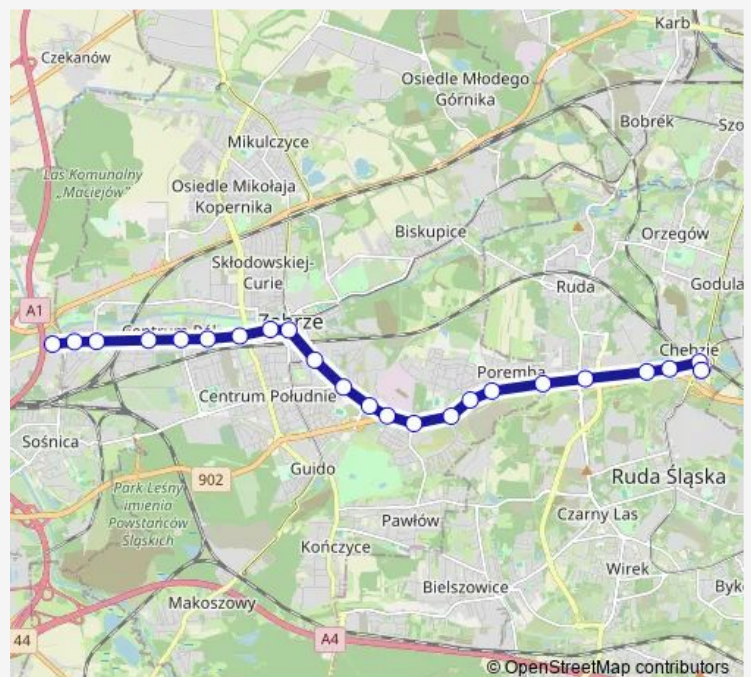 Karb
Czekanów
Osiedle Młodego
Górnika
Bobrek
Szo
Mikulczyce
Las Komunalny
„Maciejów”
Osiedle Mikołaja
Kopernika
Biskupice
Orzegów
Skłodowskiej-
Curie
Ruda
Godula
A1
Zabrze
Chebzie
Poremba
Centrum Południe
Sośnica
902
Guido
Ruda Śląska
Park Leśny
imienia
Powstańców
Śląskich
Pawłów
Czarny Las
Kończyce
Wirek
Bielszowice
Byk
Makoszowy
44
A4
© OpenStreetMap contributors